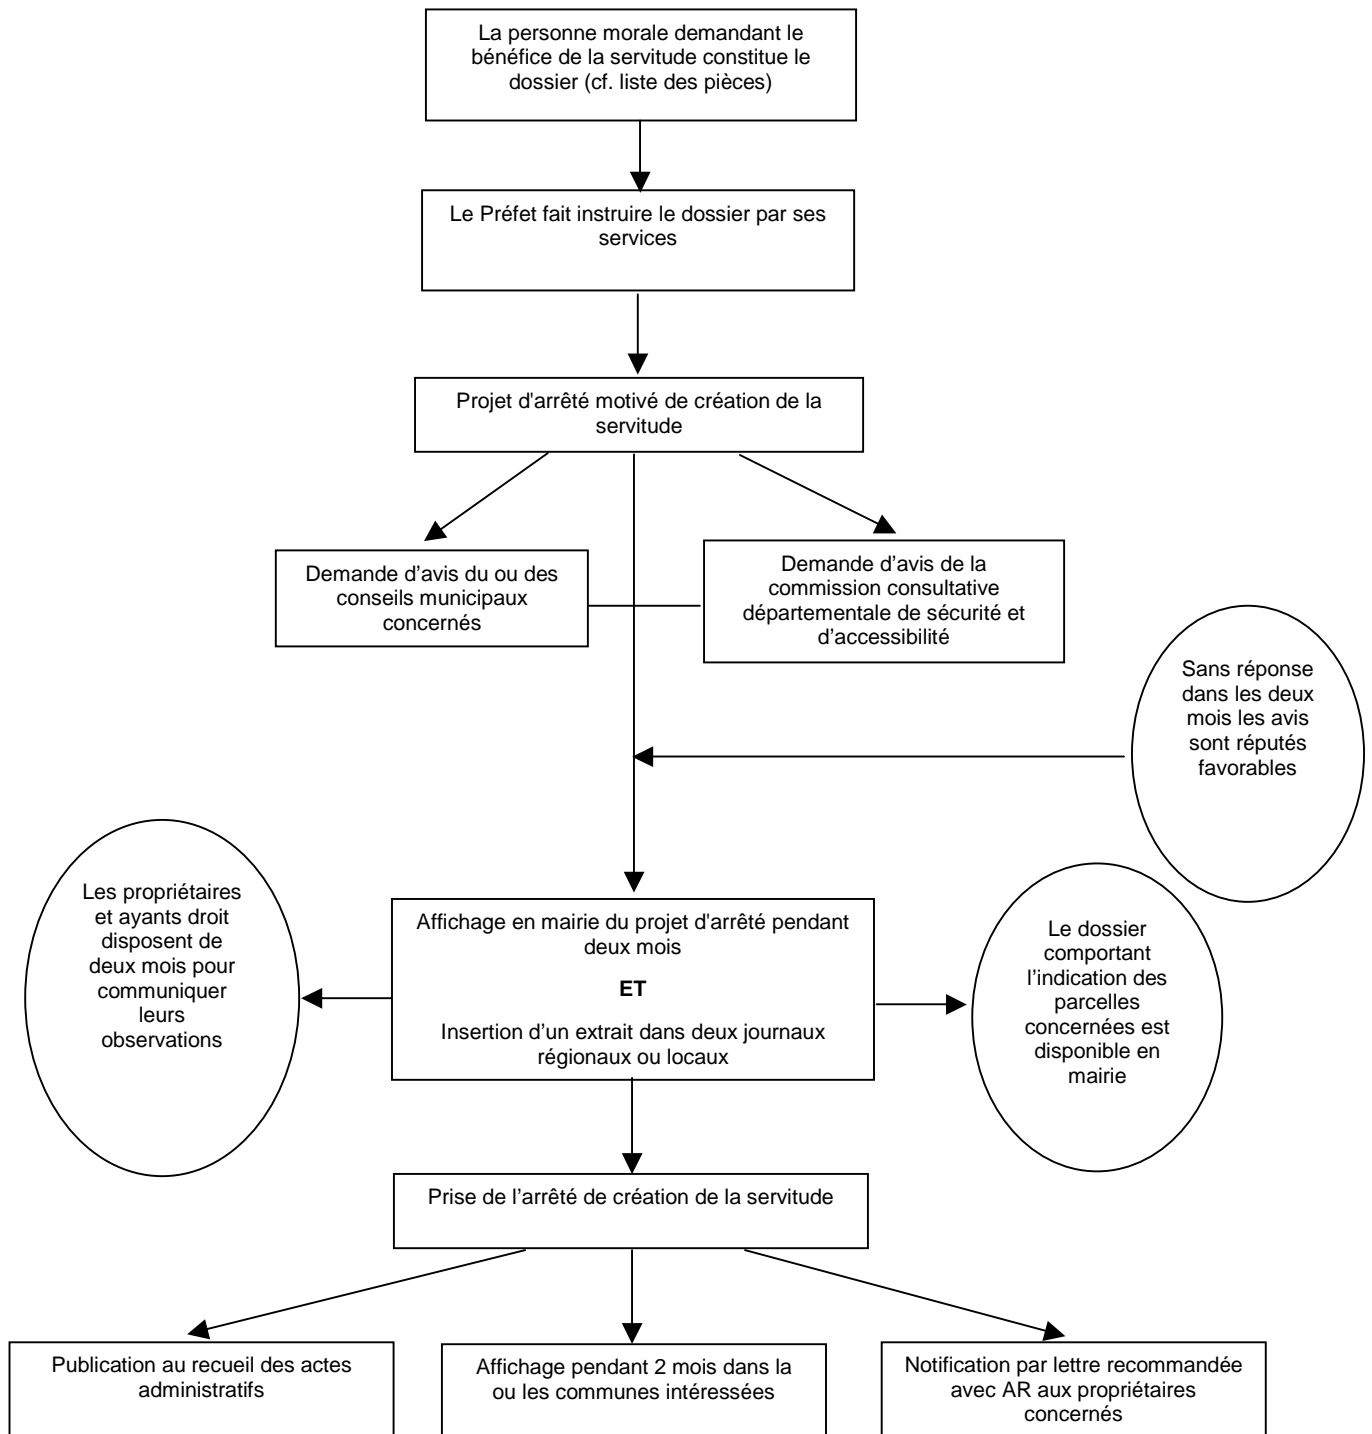 La personne morale demandant le
bénéfice de la servitude constitue le
dossier (cf. liste des pièces)
Le Préfet fait instruire le dossier par ses
services
Projet d'arrêté motivé de création de la
servitude
Demande d'avis du ou des
conseils municipaux
concernés
Demande d'avis de la
commission consultative
départementale de sécurité et
d'accessibilité
Sans réponse
dans les deux
mois les avis
sont réputés
favorables
Les propriétaires
et ayants droit
disposent de
deux mois pour
communiquer
leurs
observations
Affichage en mairie du projet d'arrêté pendant
deux mois
ET
Insertion d'un extrait dans deux journaux
régionaux ou locaux
Le dossier
comportant
l'indication des
parcelles
concernées est
disponible en
mairie
Prise de l'arrêté de création de la servitude
Publication au recueil des actes
administratifs
Affichage pendant 2 mois dans la
ou les communes intéressées
Notification par lettre recommandée
avec AR aux propriétaires
concernés